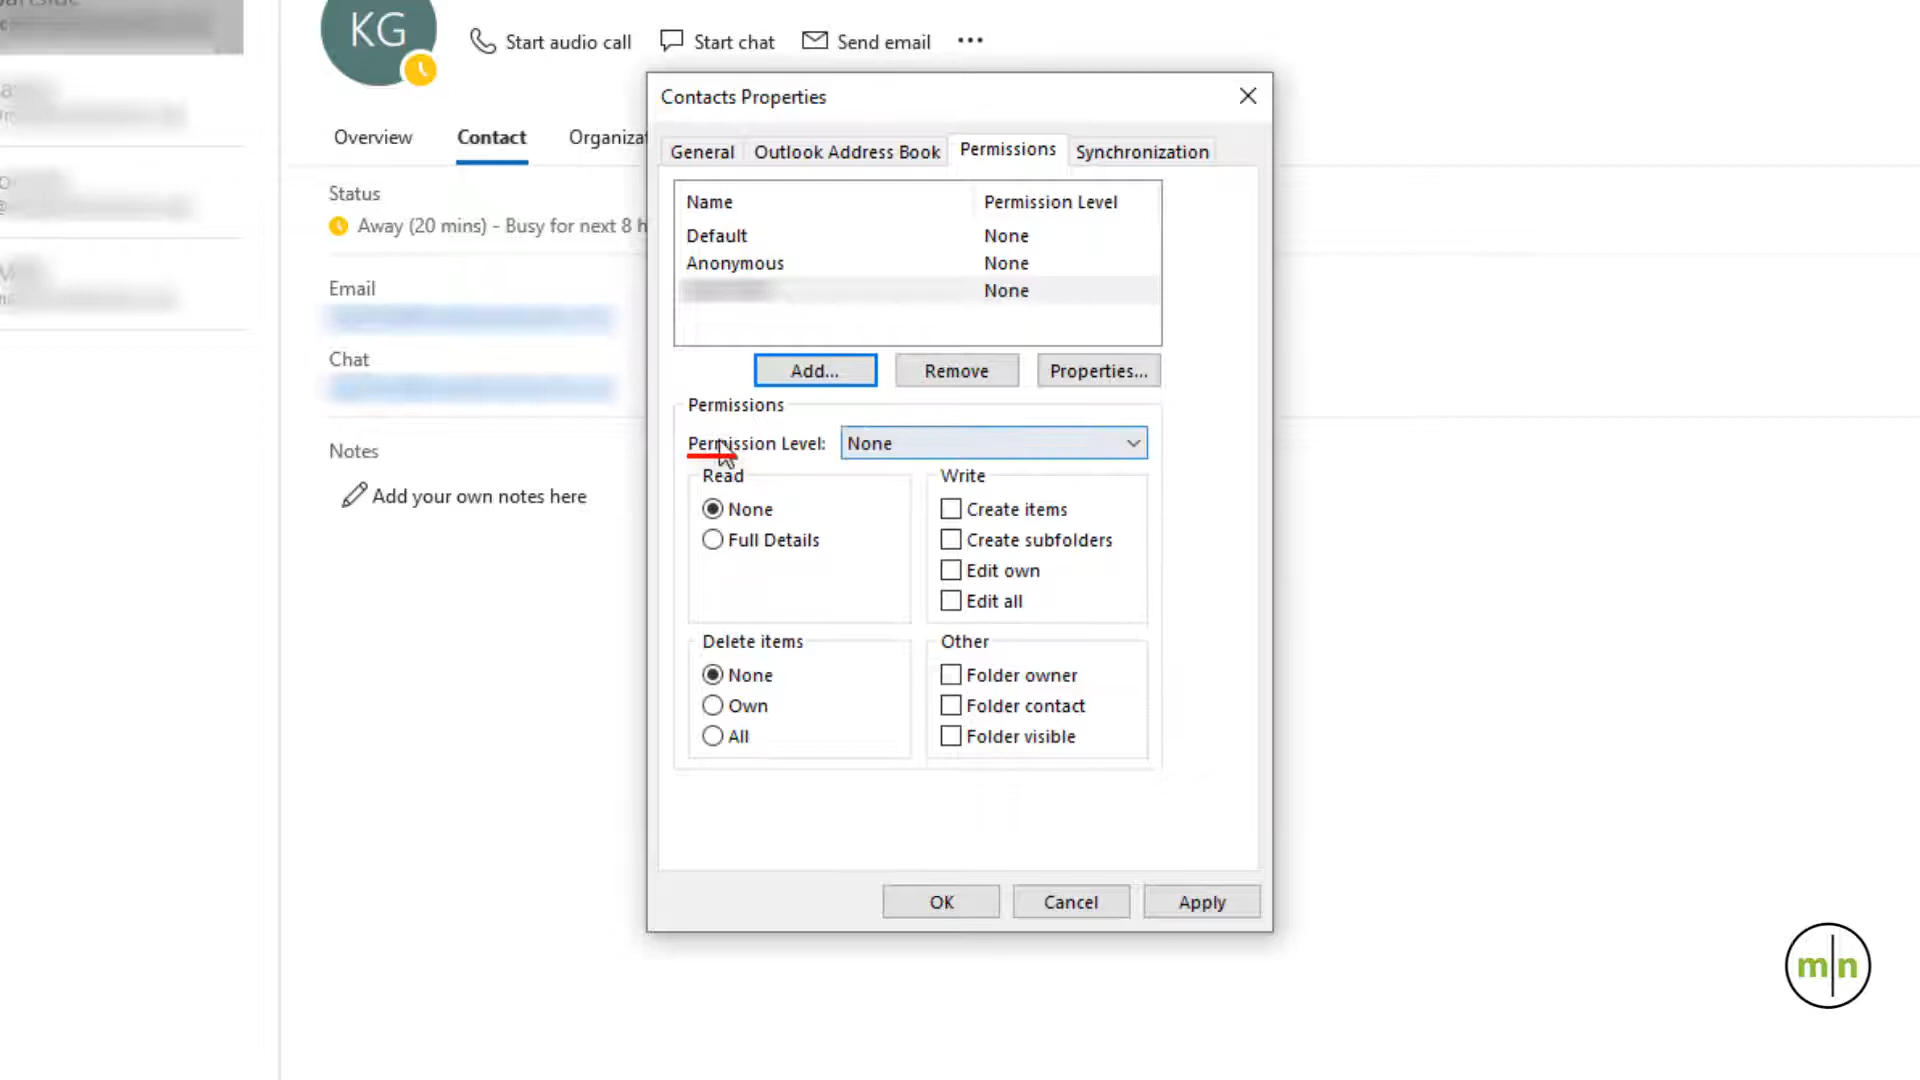 KG
Start audio call
Start chat
Send email
Overview
Contact
Organizat
Status
Away (20 mins) - Busy for next 8 h
Email
Chat
Notes
Add your own notes here
Contacts Properties
General
Outlook Address Book
Permissions
Synchronization
Name Permission Level
Default None
Anonymous None
None
Add...
Remove
Properties...
Permissions
Permission Level: None
Read
None
Full Details
Write
Create items
Create subfolders
Edit own
Edit all
Delete items
None
Own
All
Other
Folder owner
Folder contact
Folder visible
OK
Cancel
Apply
m|n